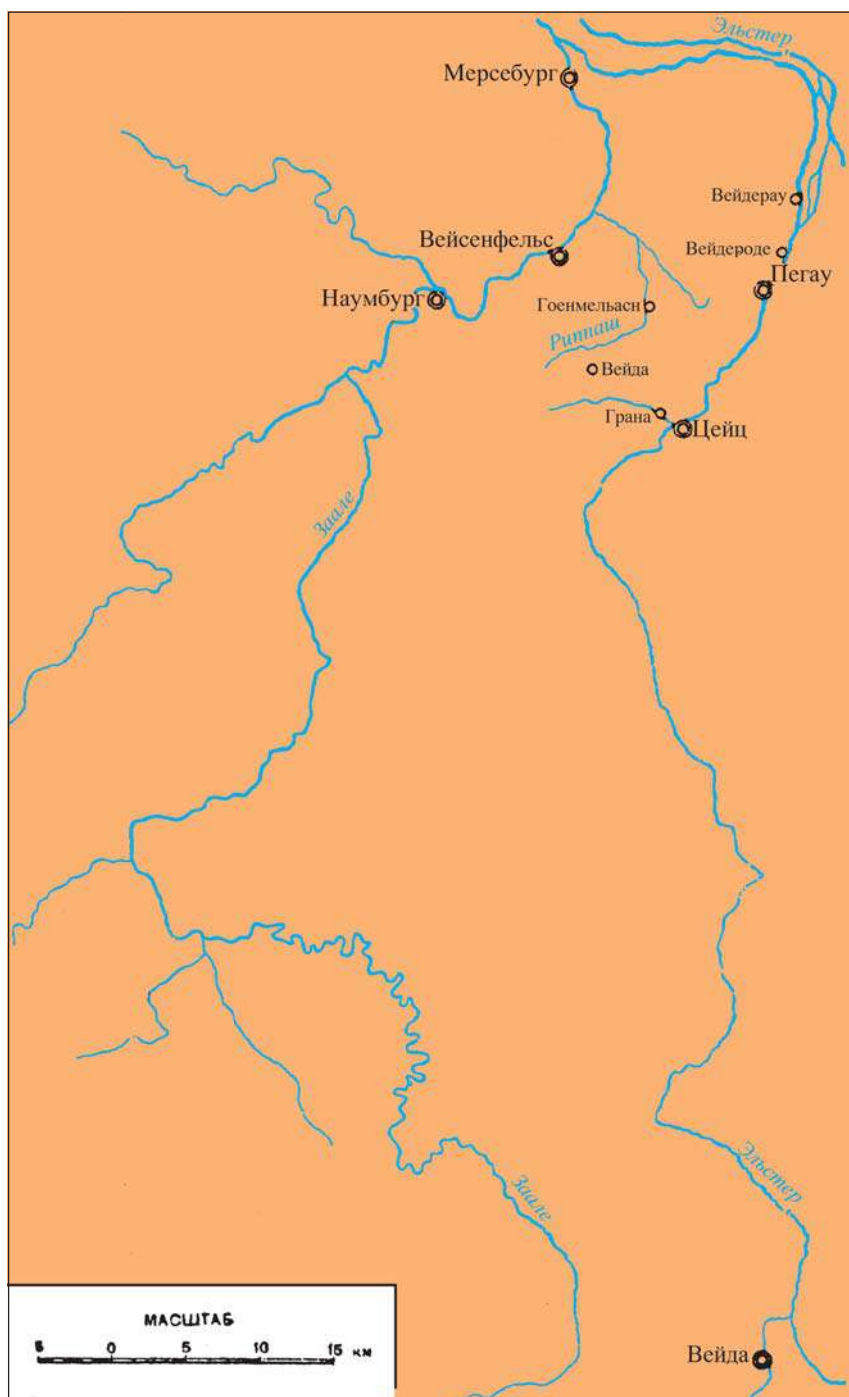 Эльстер
Мерсебург
Вейдерау
Вейсенфельс
Вейдероде
Пегау
Наумбург
Гоенмельасн
Риппаш
Вейда
Грана
Цейц
Заале
Эльстер
Заале
МАСШТАБ
5 0 5 10 15 км
Вейда